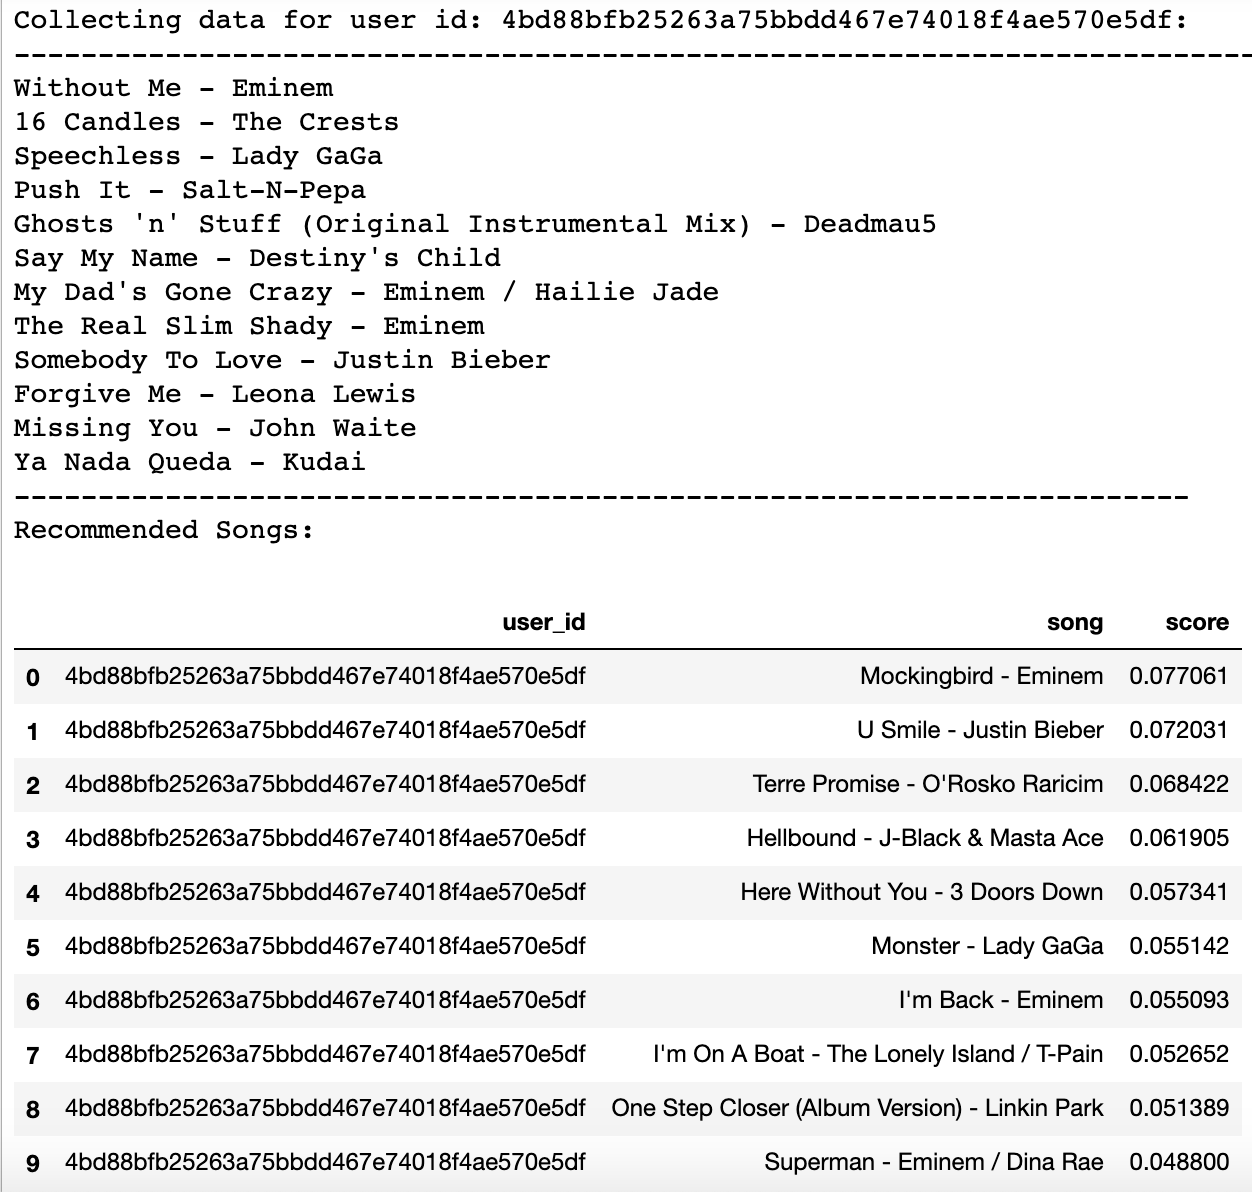 Collecting data for user id: 4bd88bfb25263a75bbdd467e74018f4ae570e5df:
--------------------------------------------------------------------------
Without Me - Eminem
16 Candles - The Crests
Speechless - Lady GaGa
Push It - Salt-N-Pepa
Ghosts 'n' Stuff (Original Instrumental Mix) - Deadmau5
Say My Name - Destiny's Child
My Dad's Gone Crazy - Eminem / Hailie Jade
The Real Slim Shady - Eminem
Somebody To Love - Justin Bieber
Forgive Me - Leona Lewis
Missing You - John Waite
Ya Nada Queda - Kudai
----------------------------------------------------------------------
Recommended Songs:
user_id song score
0 4bd88bfb25263a75bbdd467e74018f4ae570e5df Mockingbird - Eminem 0.077061
1 4bd88bfb25263a75bbdd467e74018f4ae570e5df U Smile - Justin Bieber 0.072031
2 4bd88bfb25263a75bbdd467e74018f4ae570e5df Terre Promise - O'Rosko Raricim 0.068422
3 4bd88bfb25263a75bbdd467e74018f4ae570e5df Hellbound - J-Black & Masta Ace 0.061905
4 4bd88bfb25263a75bbdd467e74018f4ae570e5df Here Without You - 3 Doors Down 0.057341
5 4bd88bfb25263a75bbdd467e74018f4ae570e5df Monster - Lady GaGa 0.055142
6 4bd88bfb25263a75bbdd467e74018f4ae570e5df I'm Back - Eminem 0.055093
7 4bd88bfb25263a75bbdd467e74018f4ae570e5df I'm On A Boat - The Lonely Island / T-Pain 0.052652
8 4bd88bfb25263a75bbdd467e74018f4ae570e5df One Step Closer (Album Version) - Linkin Park 0.051389
9 4bd88bfb25263a75bbdd467e74018f4ae570e5df Superman - Eminem / Dina Rae 0.048800